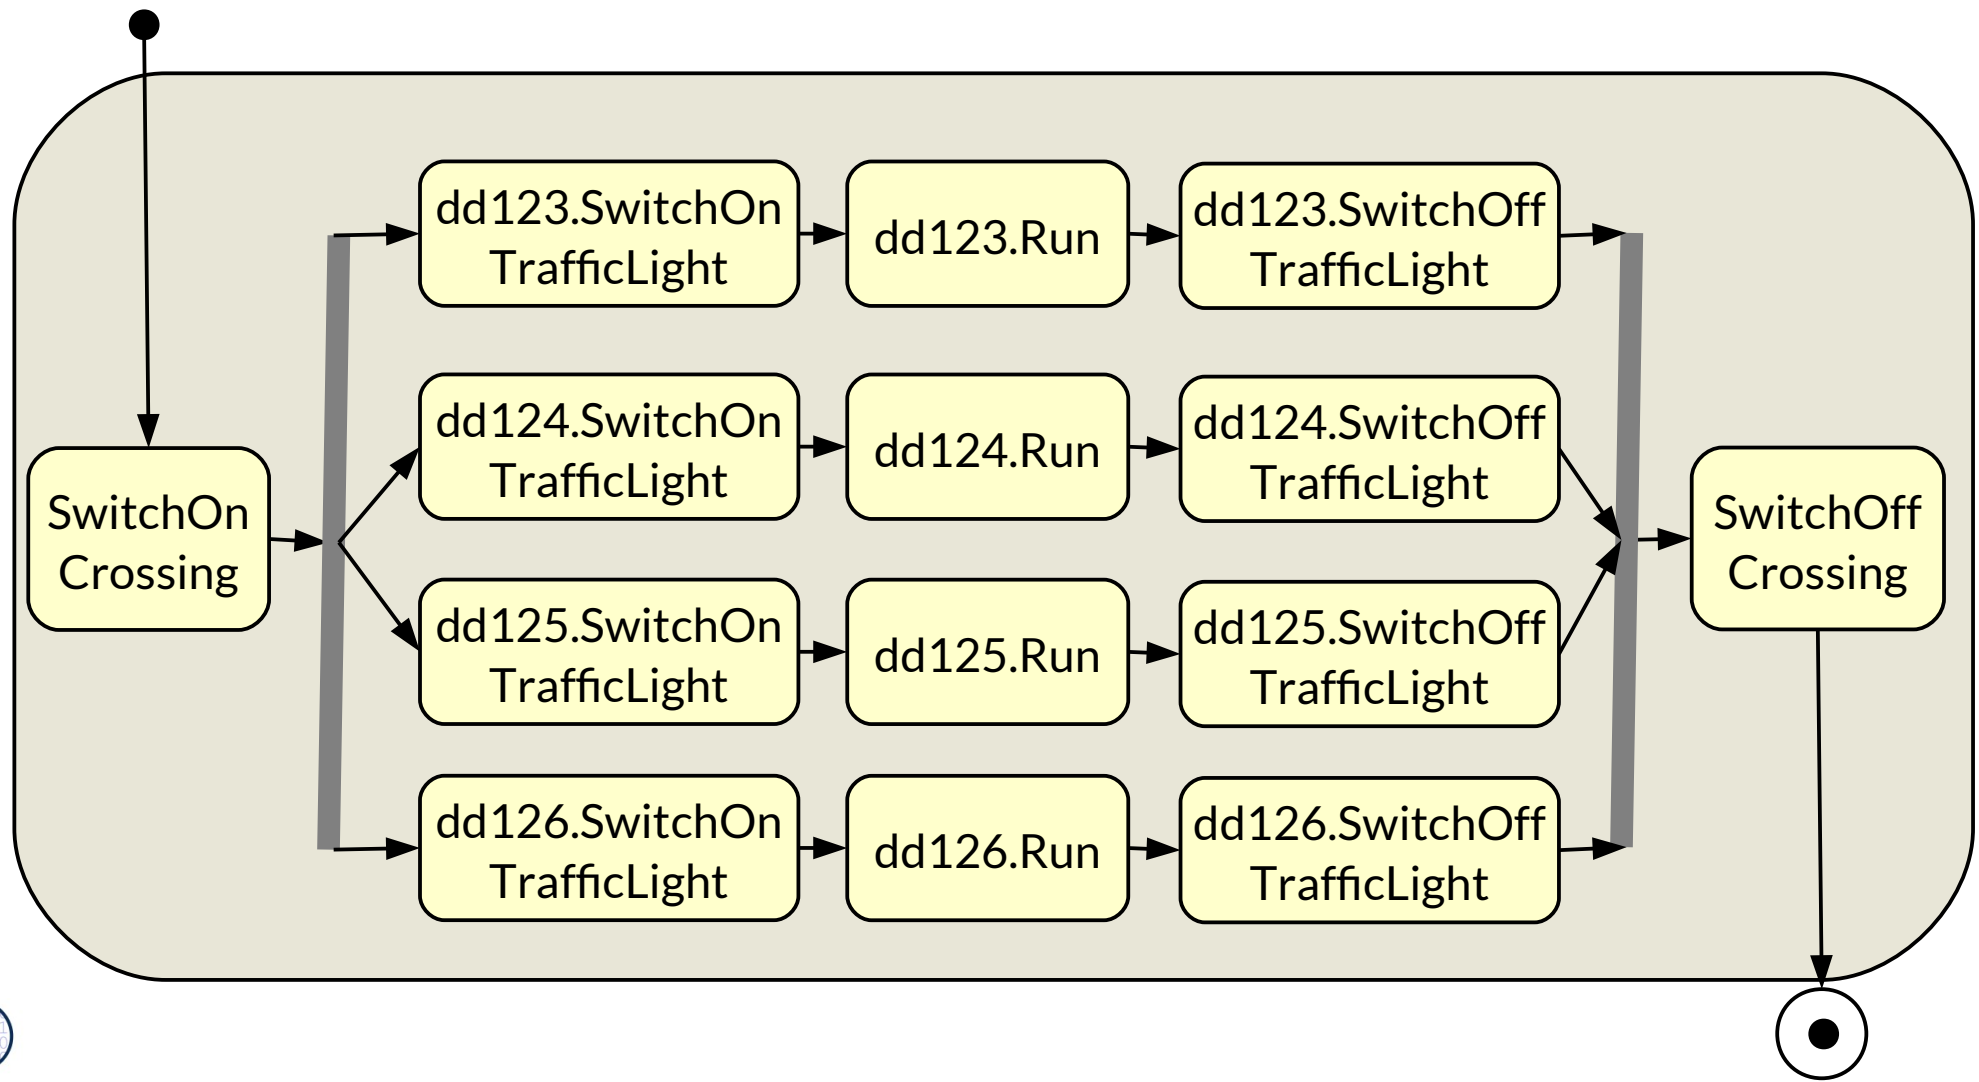 dd123.SwitchOn
TrafficLight
dd123.Run
dd123.SwitchOff
TrafficLight
dd124.SwitchOn
TrafficLight
dd124.Run
dd124.SwitchOff
TrafficLight
SwitchOn
Crossing
SwitchOff
Crossing
dd125.SwitchOn
TrafficLight
dd125.Run
dd125.SwitchOff
TrafficLight
dd126.SwitchOn
TrafficLight
dd126.Run
dd126.SwitchOff
TrafficLight